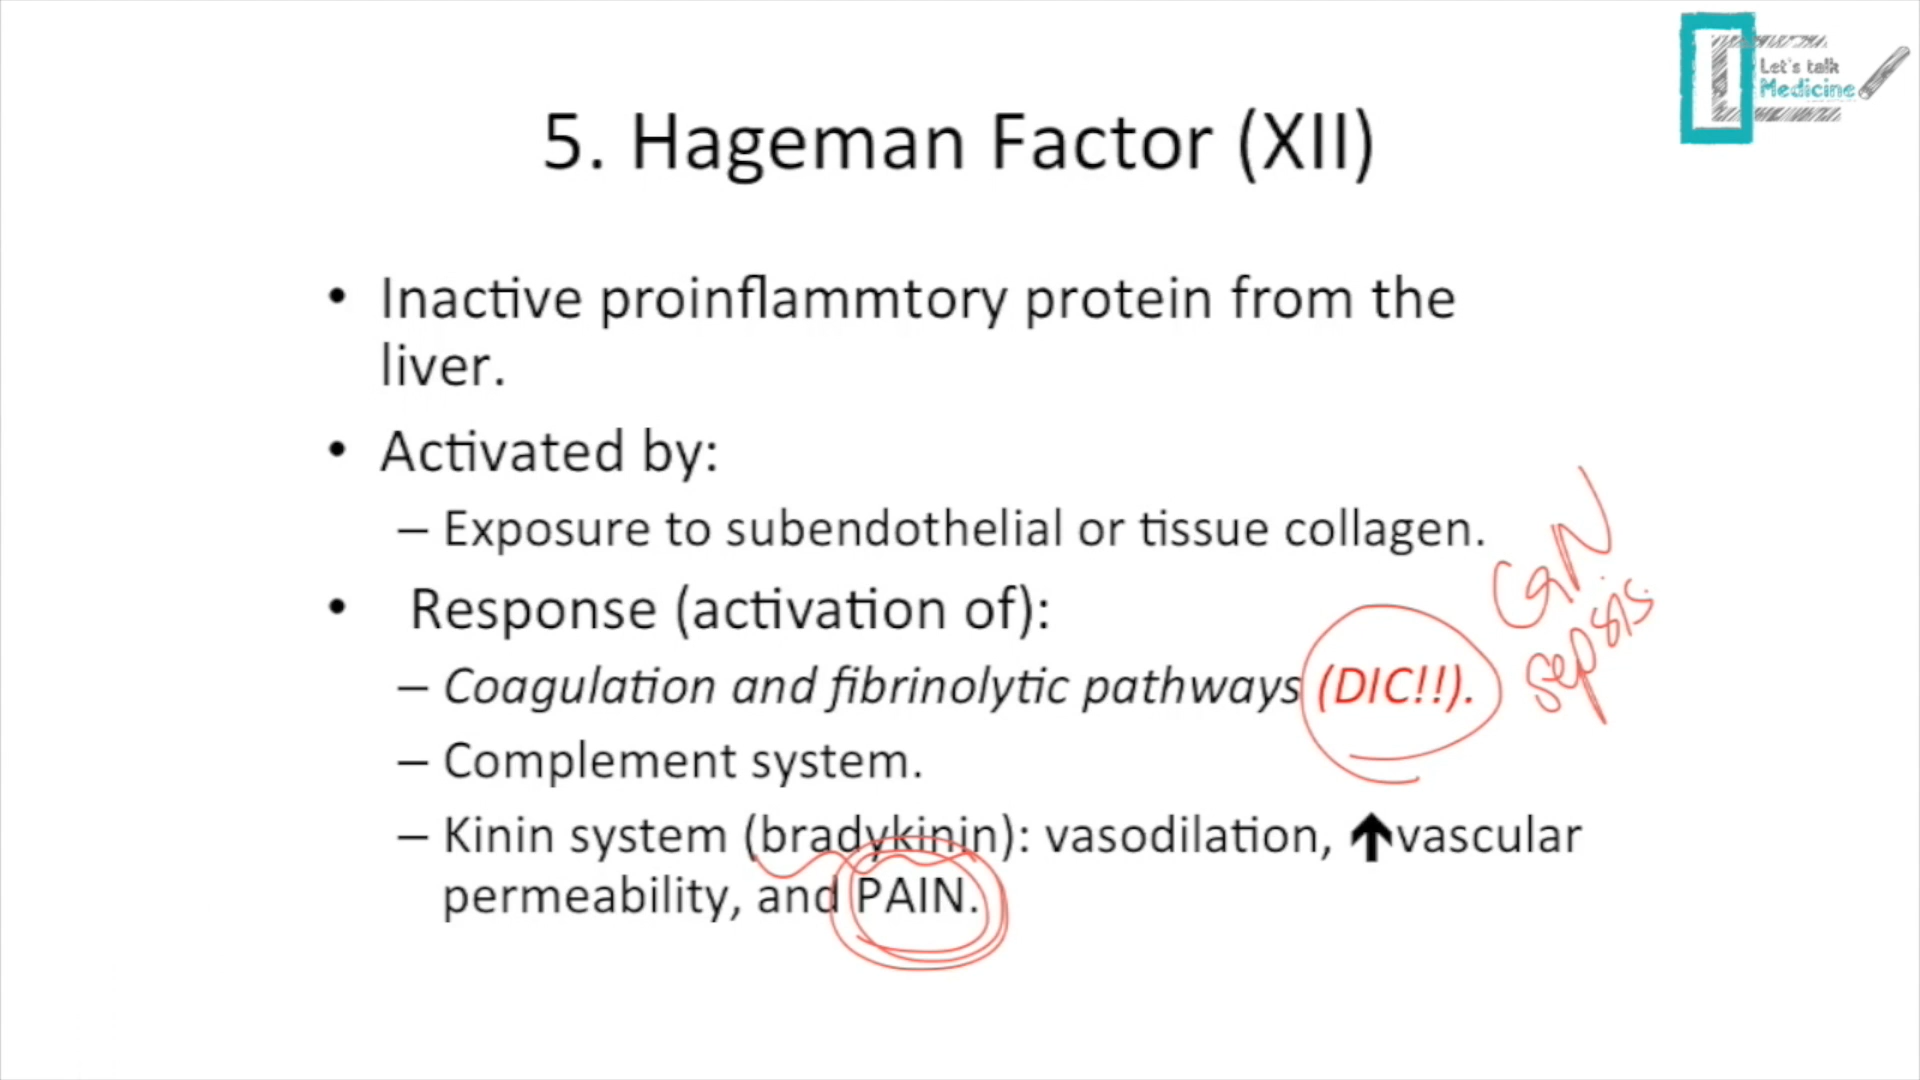 Let's talk
Medicine
5. Hageman Factor (XII)
• Inactive proinflammtory protein from the
liver.
• Activated by:
– Exposure to subendothelial or tissue collagen.
• Response (activation of):
– Coagulation and fibrinolytic pathways (DIC!!).
GN
sepsis
– Complement system.
– Kinin system (bradykinin): vasodilation, ↑vascular
permeability, and PAIN.